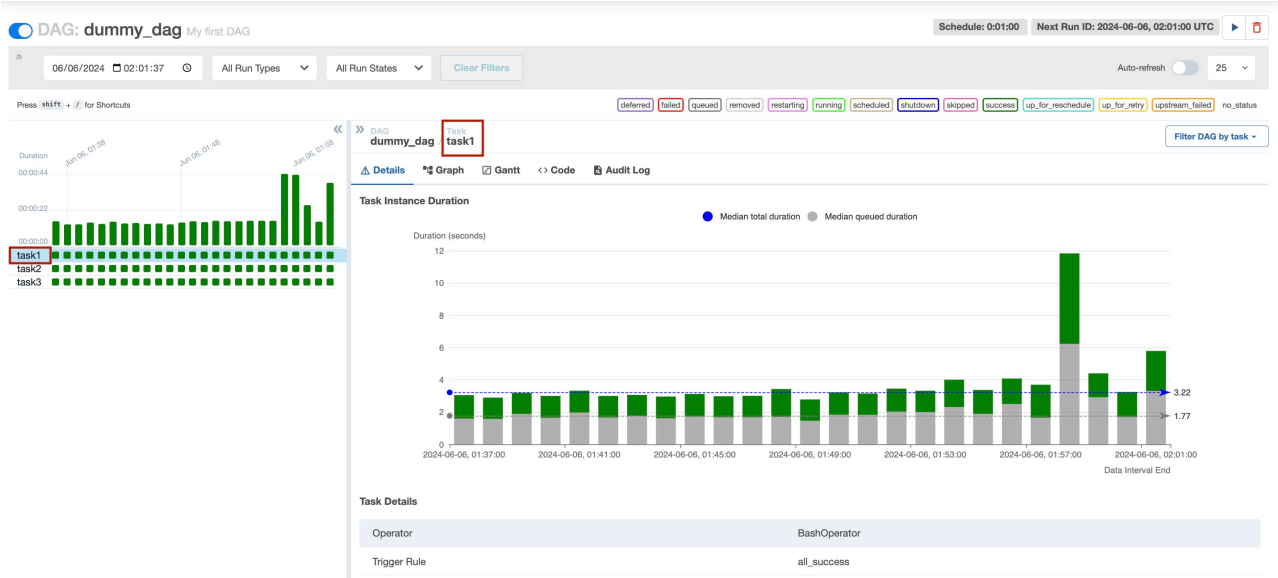 DAG: dummy_dag My first DAG
Schedule: 0:01:00 Next Run ID: 2024-06-06, 02:01:00 UTC
06/06/2024 02:01:37 All Run Types All Run States Clear Filters Auto-refresh 25
Press shift + / for Shortcuts
deferred failed queued removed restarting running scheduled shutdown skipped success up_for_reschedule up_for_retry upstream_failed no_status
Duration
Jun 06, 01:38 Jun 06, 01:48 Jun 06, 01:58
00:00:44
00:00:22
00:00:00
task1
task2
task3
DAG Task
dummy_dag / task1
Filter DAG by task
Details Graph Gantt <> Code Audit Log
Task Instance Duration
Median total duration Median queued duration
Duration (seconds)
12
10
8
6
4
3.22
2
1.77
0
2024-06-06, 01:37:00 2024-06-06, 01:41:00 2024-06-06, 01:45:00 2024-06-06, 01:49:00 2024-06-06, 01:53:00 2024-06-06, 01:57:00 2024-06-06, 02:01:00
Data Interval End
Task Details
Operator BashOperator
Trigger Rule all_success